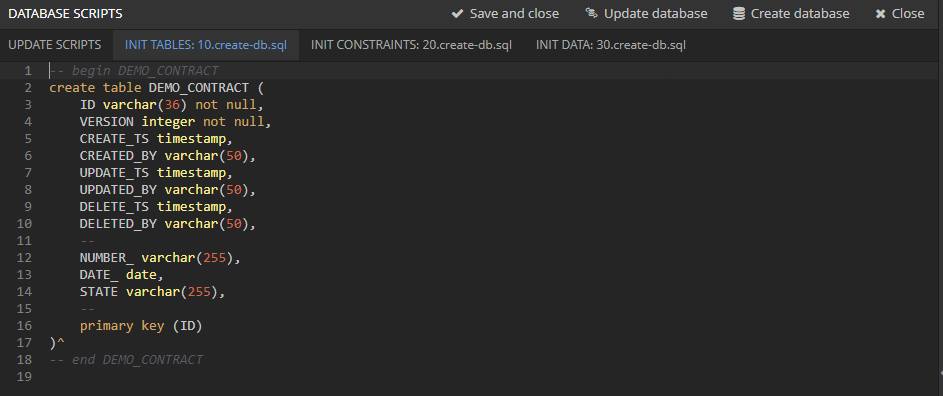 DATABASE SCRIPTS Save and close Update database Create database Close
UPDATE SCRIPTS INIT TABLES: 10.create-db.sql INIT CONSTRAINTS: 20.create-db.sql INIT DATA: 30.create-db.sql
1 -- begin DEMO_CONTRACT
2 create table DEMO_CONTRACT (
3     ID varchar(36) not null,
4     VERSION integer not null,
5     CREATE_TS timestamp,
6     CREATED_BY varchar(50),
7     UPDATE_TS timestamp,
8     UPDATED_BY varchar(50),
9     DELETE_TS timestamp,
10     DELETED_BY varchar(50),
11     --
12     NUMBER_ varchar(255),
13     DATE_ date,
14     STATE varchar(255),
15     --
16     primary key (ID)
17 )^
18 -- end DEMO_CONTRACT
19